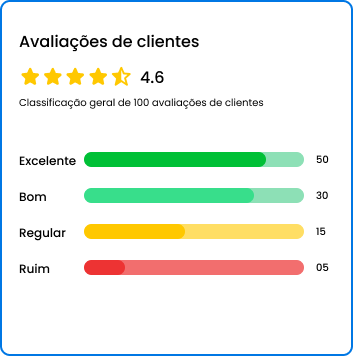 Avaliações de clientes
4.6
Classificação geral de 100 avaliações de clientes
Excelente 50
Bom 30
Regular 15
Ruim 05